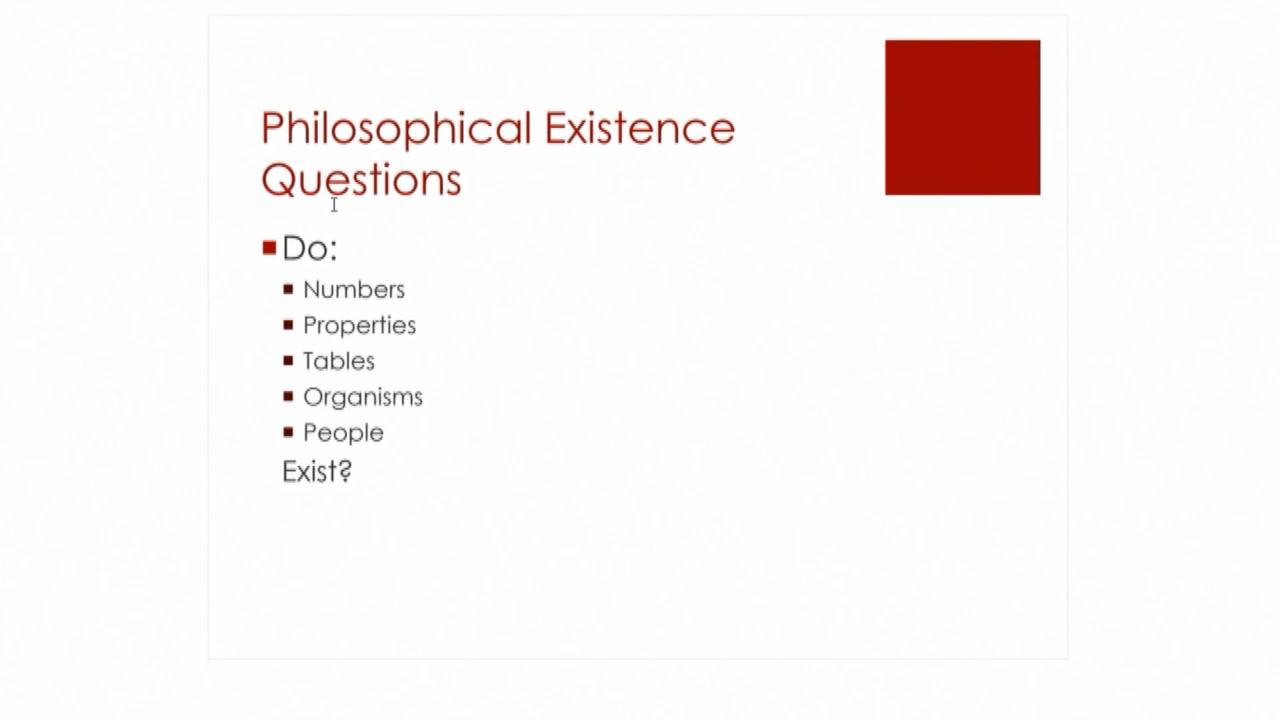 Philosophical Existence
Questions
Do:
Numbers
Properties
Tables
Organisms
People
Exist?